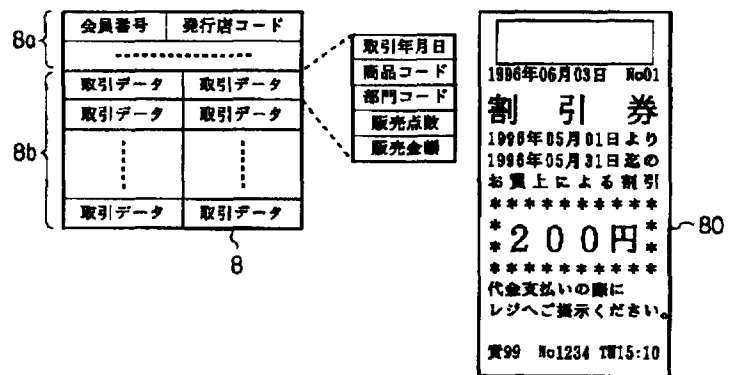 8a
会員番号 発行店コード
取引データ 取引データ
取引データ 取引データ
8b
取引データ 取引データ
8
取引年月日
商品コード
部門コード
販売点数
販売金額
1996年06月03日 No01
割引券
1996年05月01日より
1996年05月31日迄の
お買上による割引
**********
*200円*
**********
代金支払いの際に
レジへご提示ください。
責99 No1234 TM15:10
80